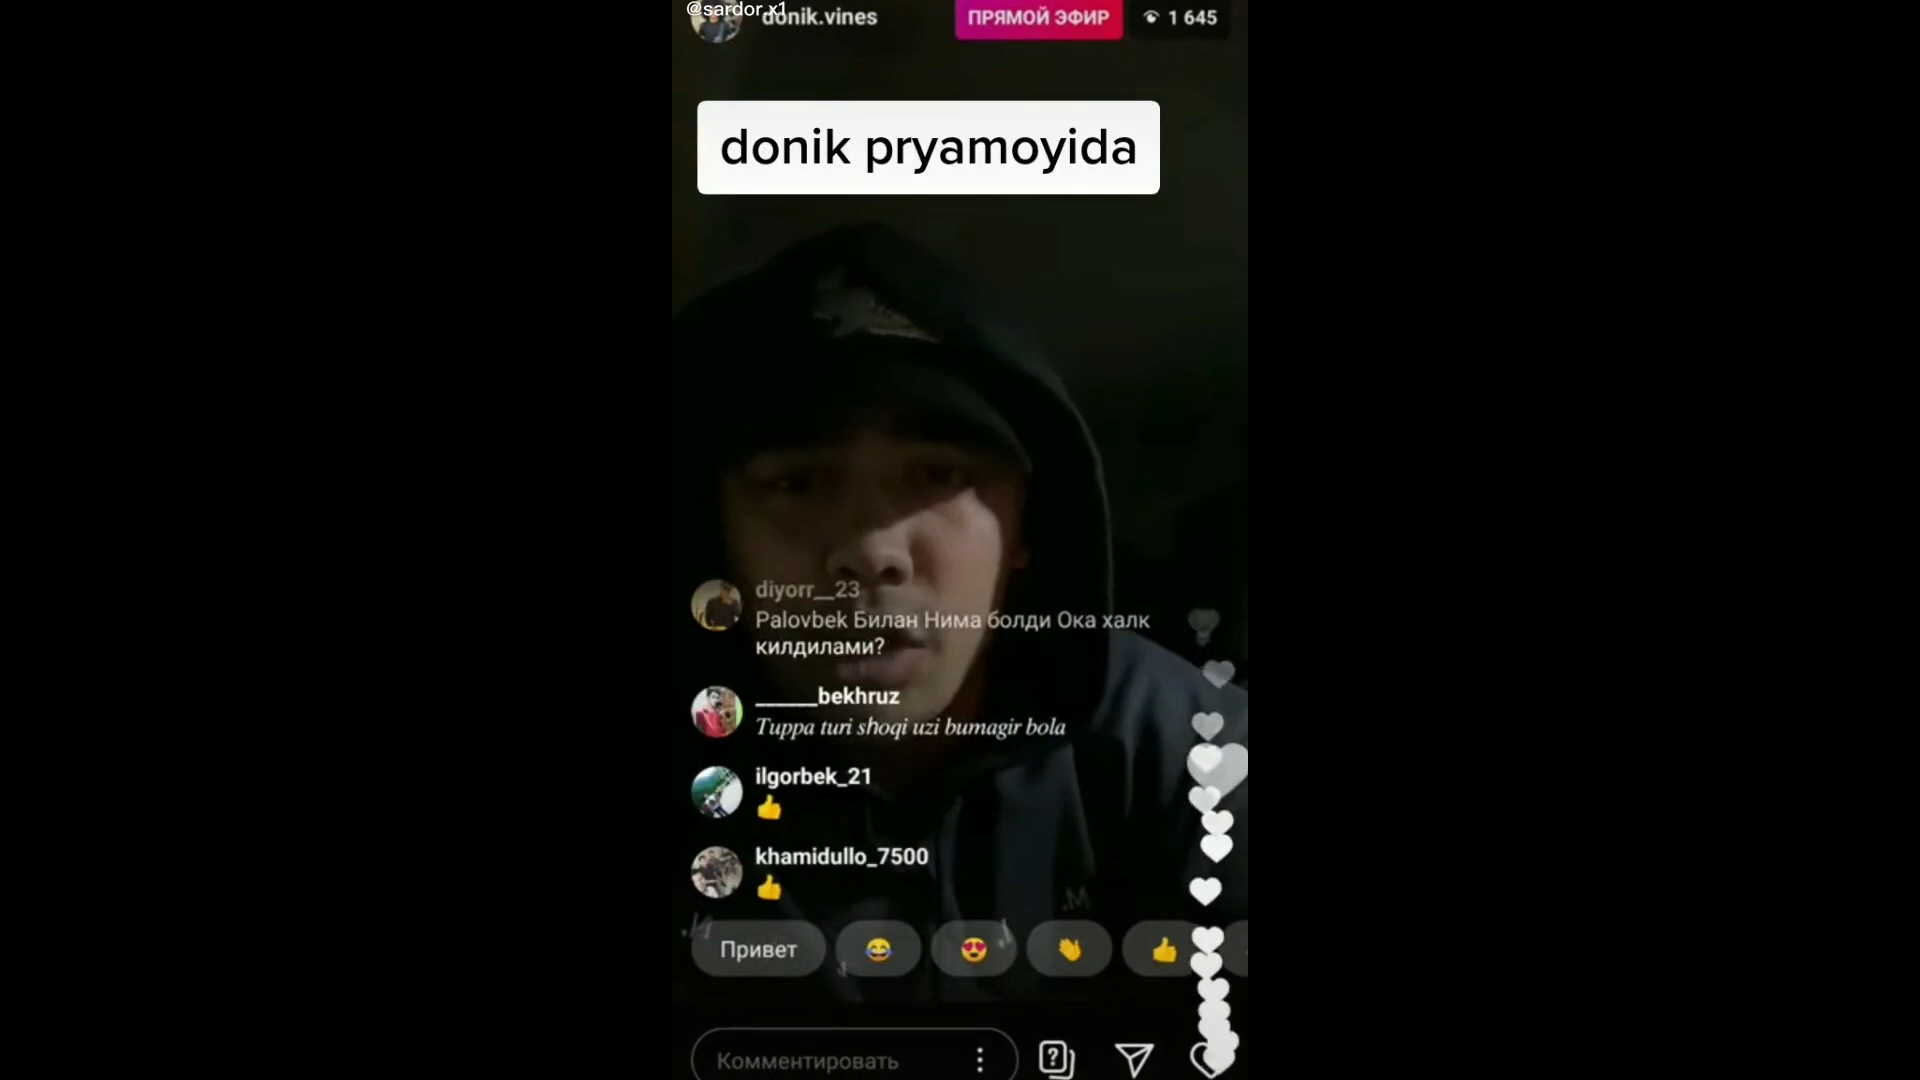 @sardor.x1
donik.vines
ПРЯМОЙ ЭФИР
1 645
donik pryamoyida
diyorr__23
Palovbek Билан Нима болди Ока халк
килдилами?
______bekhruz
Tuppa turi shoqi uzi bumagir bola
ilgorbek_21
👍
khamidullo_7500
👍
Привет 😂 😍 👏 👍
Комментировать